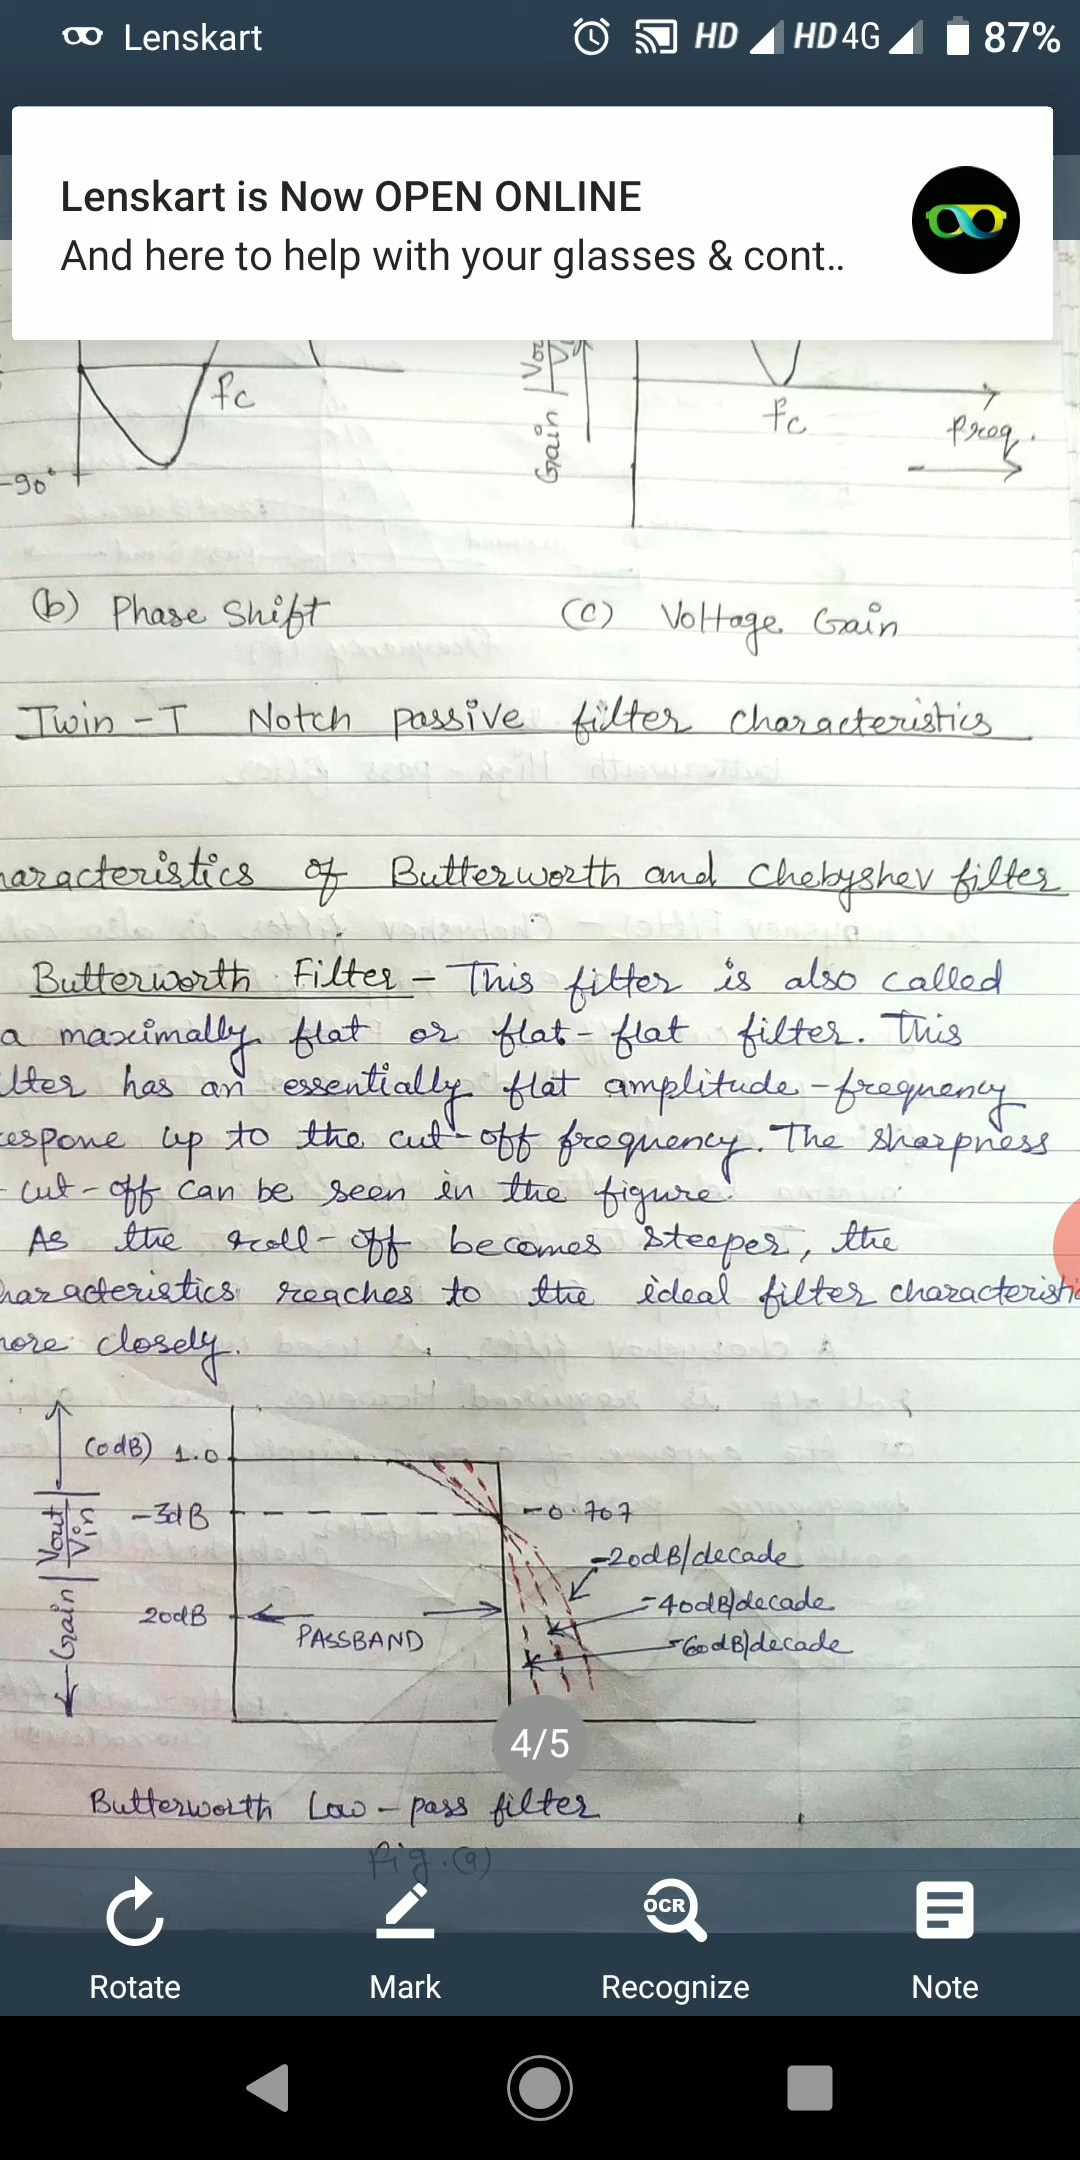 Lenskart HD HD 4G 87%
Lenskart is Now OPEN ONLINE
And here to help with your glasses & cont..
fc
-90°
Gain |Vou
fc
freq.
(b) Phase Shift
(c) Voltage Gain
Twin-T Notch passive filter characteristics
haracteristics of Butterworth and Chebyshev filter
Butterworth Filter - This filter is also called
a maximally flat or flat-flat filter. This
lter has an essentially flat amplitude-frequency
espone up to the cut-off frequency. The sharpness
cut-off can be seen in the figure.
As the roll-off becomes steeper, the
haracteristics reaches to the ideal filter characteristic
more closely.
(0dB) 1.0
-3dB
-0.707
-20dB/decade
20dB
-40dB/decade
PASSBAND
-60dB/decade
Gain |Vout/Vin|
4/5
Butterworth Low-pass filter
Fig.(a)
OCR
Rotate Mark Recognize Note